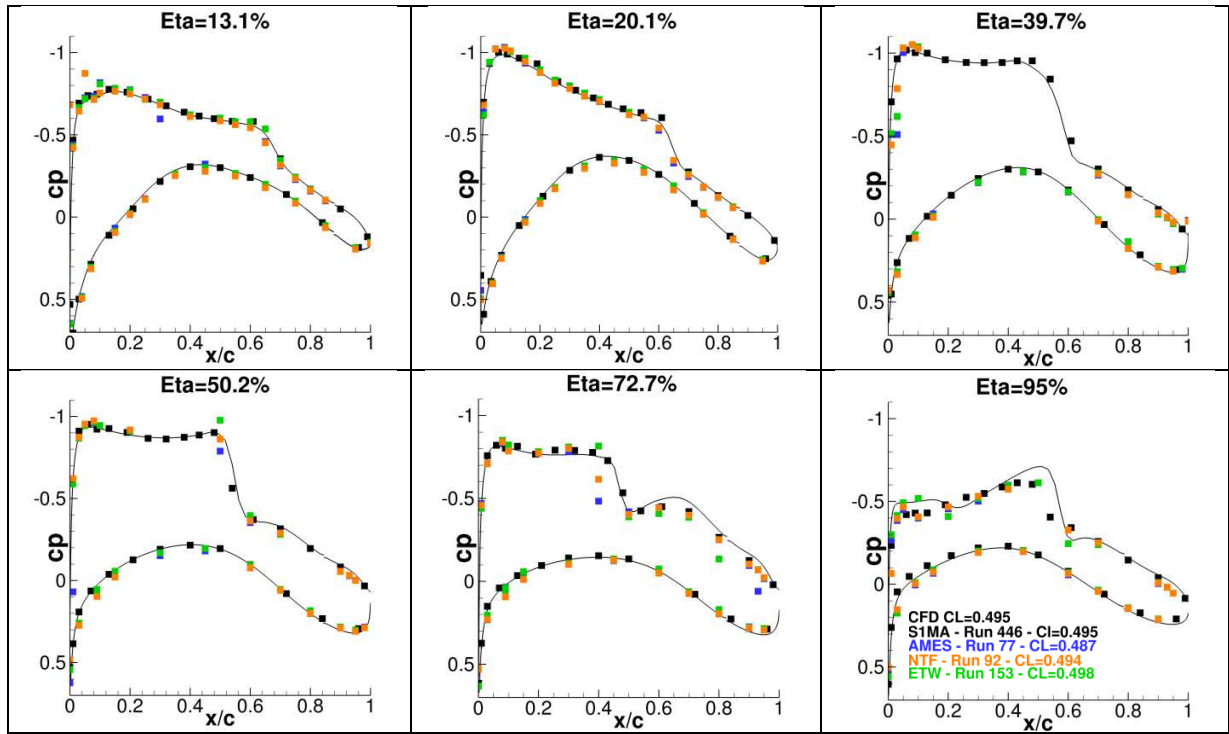 Eta=13.1%
-1
-0.5
0
0.5
cp
0 0.2 0.4 0.6 0.8 1
x/c
Eta=20.1%
-1
-0.5
0
0.5
cp
0 0.2 0.4 0.6 0.8 1
x/c
Eta=39.7%
-1
-0.5
0
0.5
cp
0 0.2 0.4 0.6 0.8 1
x/c
Eta=50.2%
-1
-0.5
0
0.5
cp
0 0.2 0.4 0.6 0.8 1
x/c
Eta=72.7%
-1
-0.5
0
0.5
cp
0 0.2 0.4 0.6 0.8 1
x/c
Eta=95%
-1
-0.5
0
0.5
cp
CFD CL=0.495
S1MA - Run 446 - Cl=0.495
AMES - Run 77 - CL=0.487
NTF - Run 92 - CL=0.494
ETW - Run 153 - CL=0.498
0 0.2 0.4 0.6 0.8 1
x/c